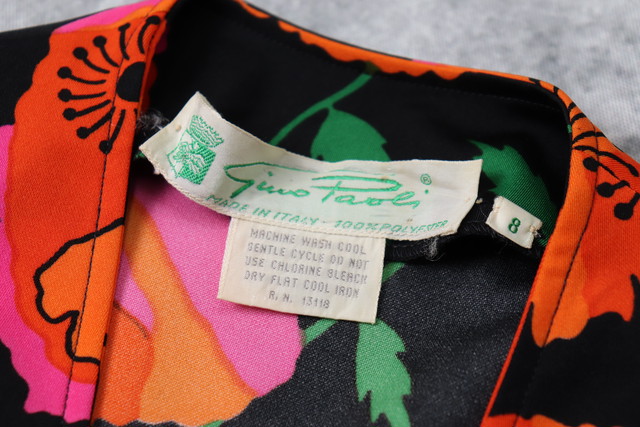 Gino Paoli ®
MADE IN ITALY - 100% POLYESTER
8
MACHINE WASH COOL
GENTLE CYCLE DO NOT
USE CHLORINE BLEACH
DRY FLAT COOL IRON
R.N. 13118